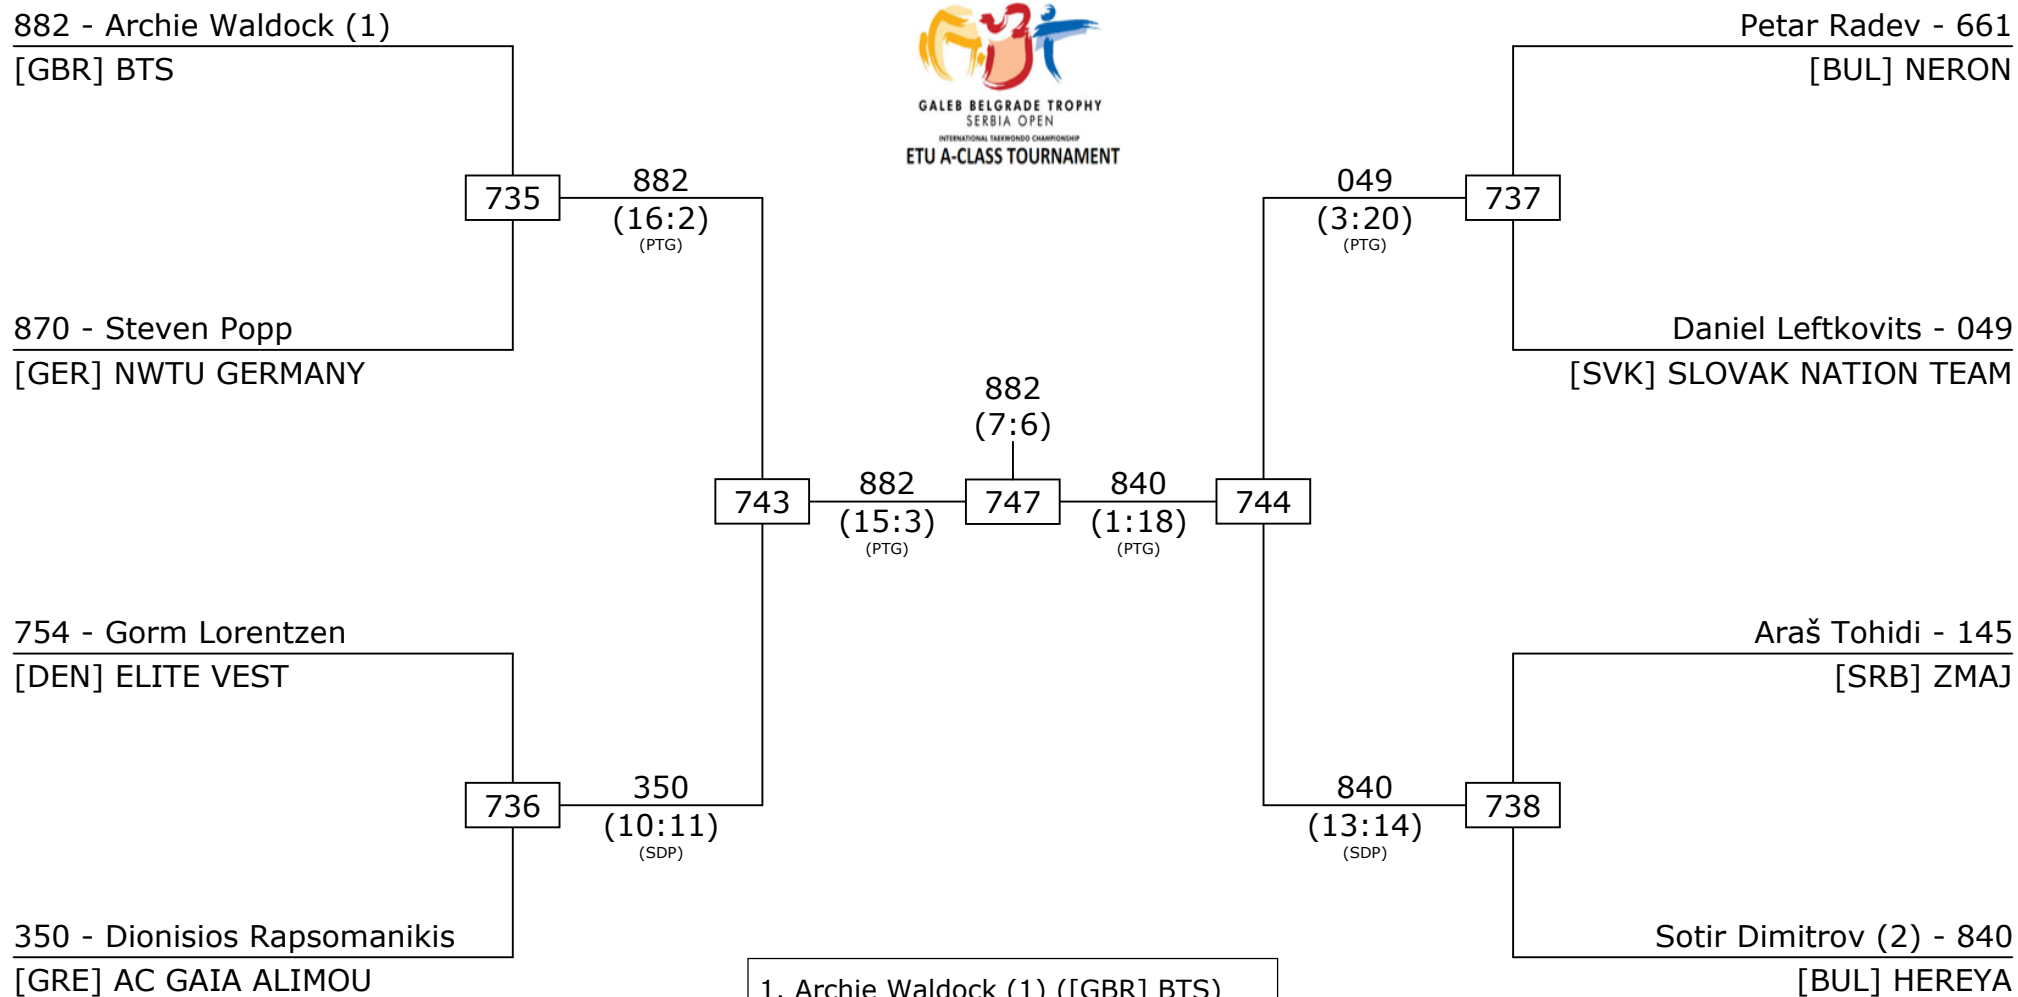 882 - Archie Waldock (1)
[GBR] BTS
GALEB BELGRADE TROPHY
SERBIA OPEN
INTERNATIONAL TAEKWONDO CHAMPIONSHIP
ETU A-CLASS TOURNAMENT
Petar Radev - 661
[BUL] NERON
735
882
(16:2)
(PTG)
049
(3:20)
(PTG)
737
870 - Steven Popp
[GER] NWTU GERMANY
Daniel Leftkovits - 049
[SVK] SLOVAK NATION TEAM
882
(7:6)
743
882
(15:3)
(PTG)
747
840
(1:18)
(PTG)
744
754 - Gorm Lorentzen
[DEN] ELITE VEST
Araš Tohidi - 145
[SRB] ZMAJ
736
350
(10:11)
(SDP)
840
(13:14)
(SDP)
738
350 - Dionisios Rapsomanikis
[GRE] AC GAIA ALIMOU
Sotir Dimitrov (2) - 840
[BUL] HEREYA
1. Archie Waldock (1) ([GBR] BTS)